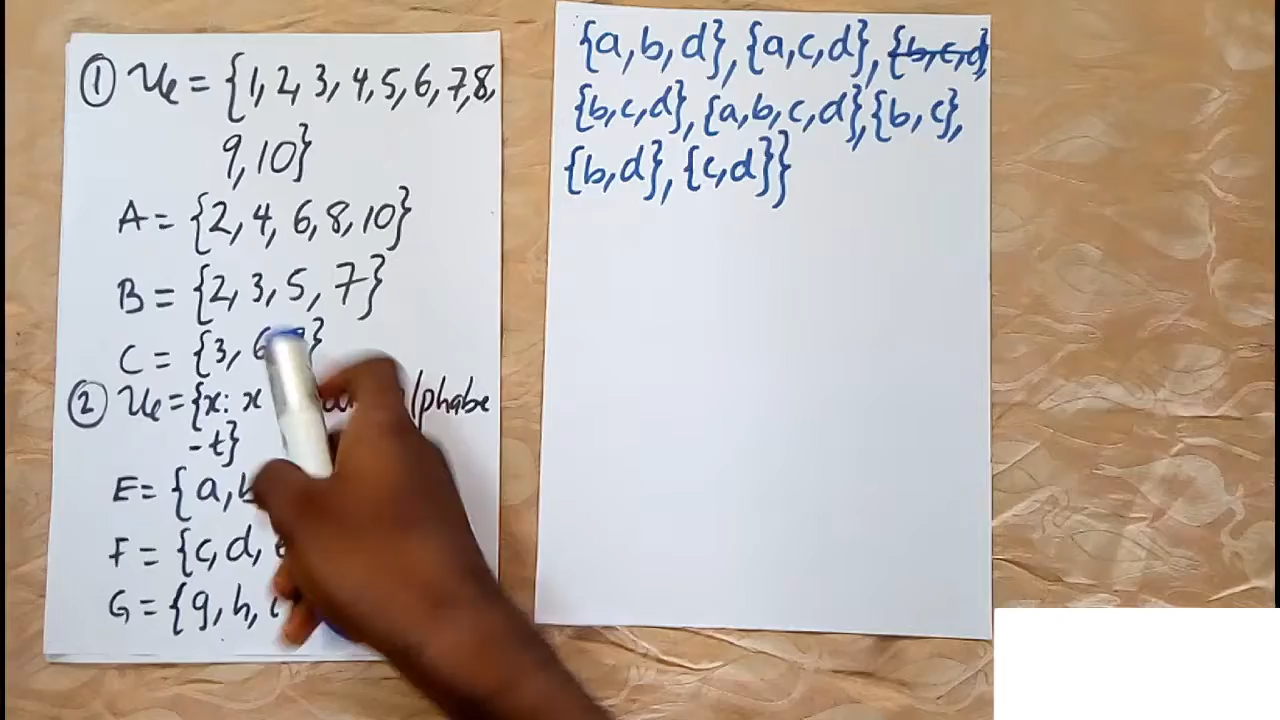 ① U = {1, 2, 3, 4, 5, 6, 7, 8,
9, 10}
A = {2, 4, 6, 8, 10}
B = {2, 3, 5, 7}
C = {3, 6 }
② U = {x: x lphabe
-t}
E = {a, b
F = {c, d, e
G = {g, h, i
{a, b, d}, {a, c, d}, {b, c, d},
{b, c, d}, {a, b, c, d}, {b, c},
{b, d}, {c, d}}